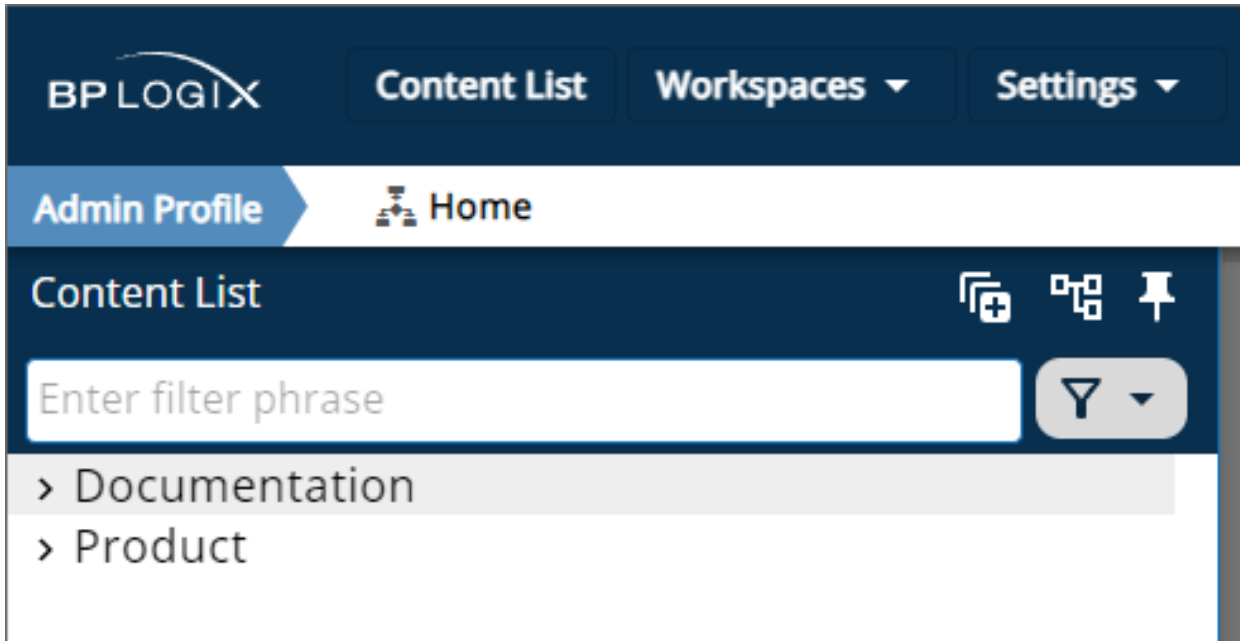 BP LOGIX Content List Workspaces Settings
Admin Profile Home
Content List
Enter filter phrase
Documentation
Product